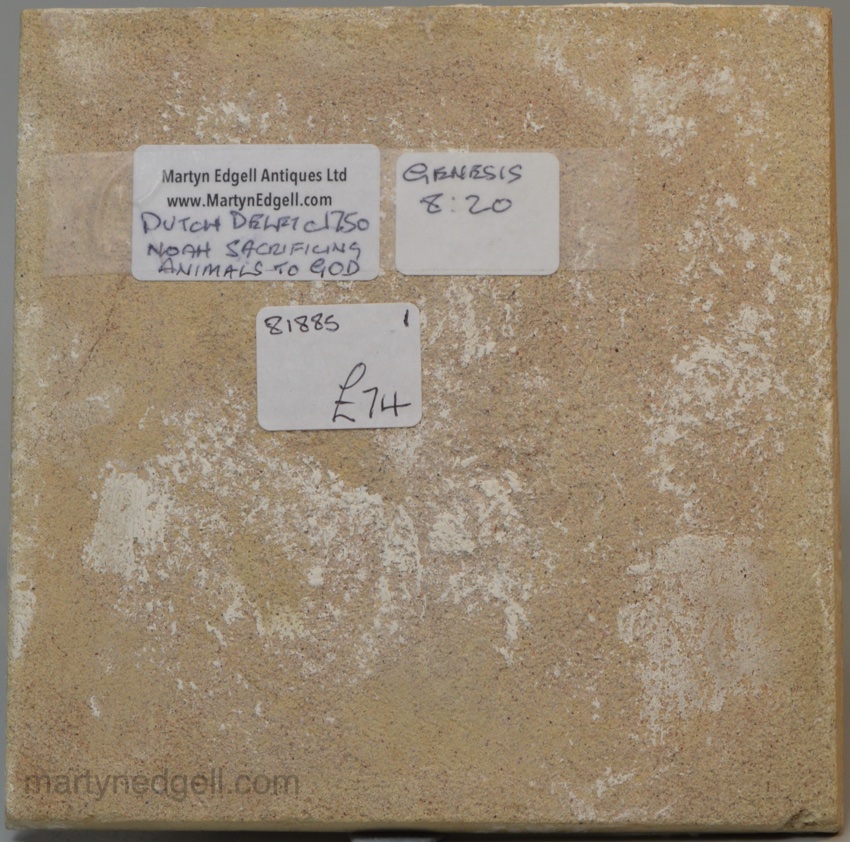 Martyn Edgell Antiques Ltd
www.MartynEdgell.com
DUTCH DELFT C1750
NOAH SACRIFICING
ANIMALS TO GOD
GENESIS
8:20
81885 1
£74
martynedgell.com